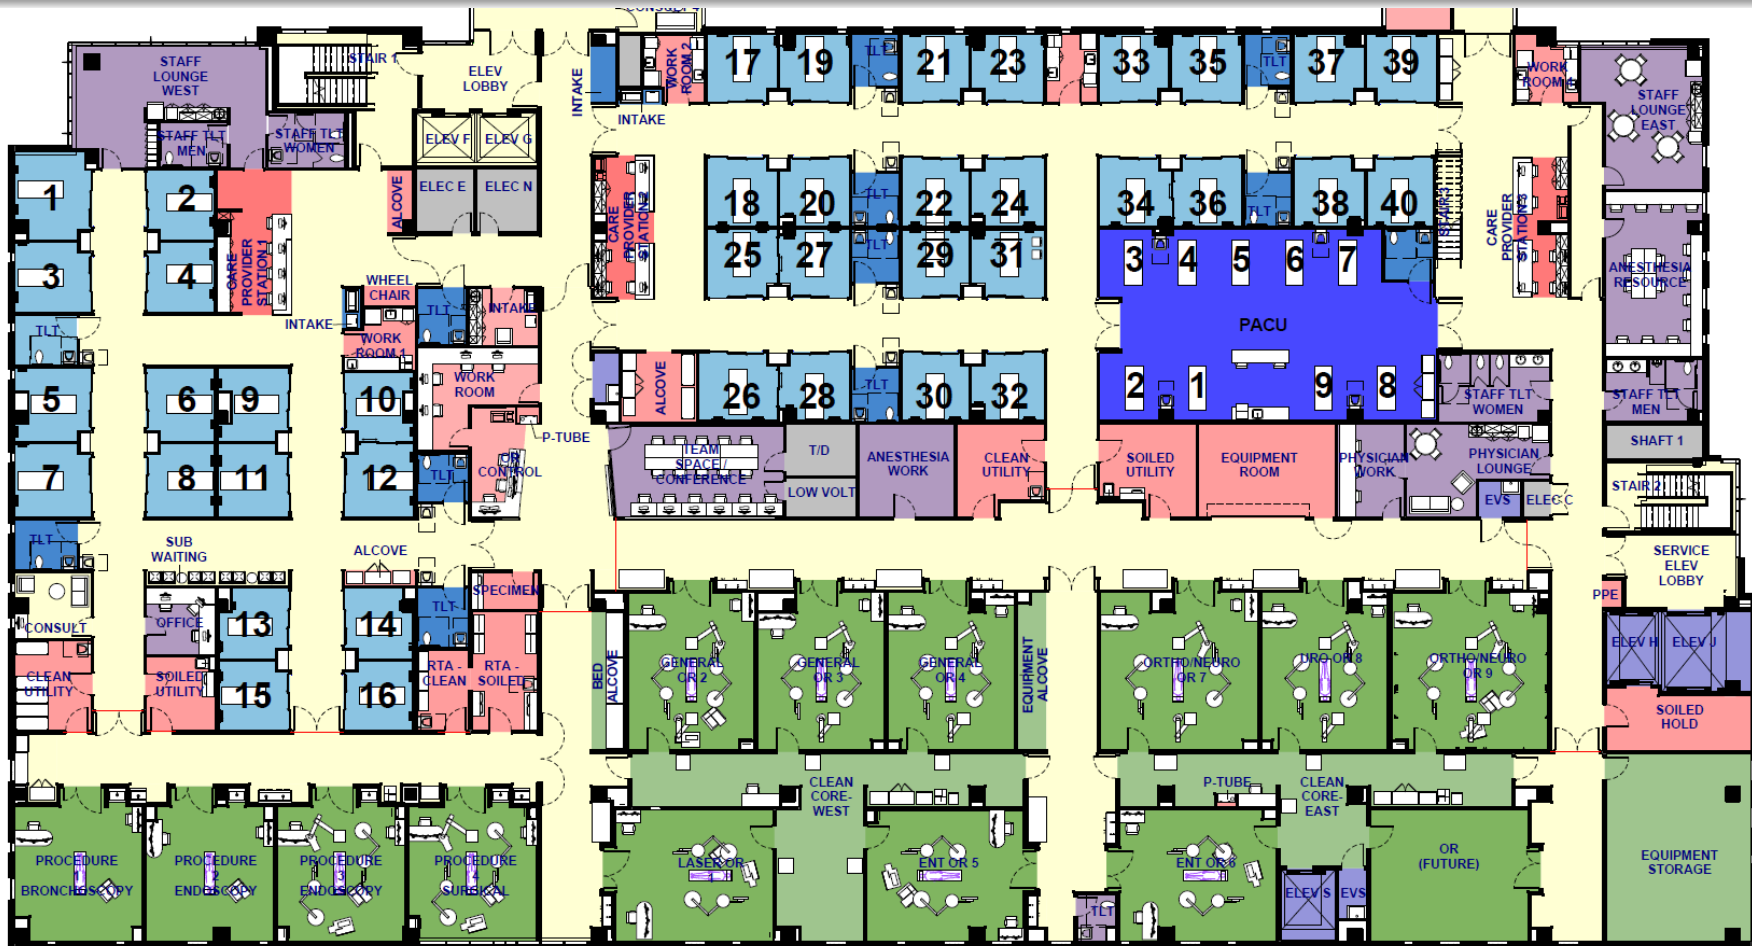 CONSULT 4
STAFF
LOUNGE
WEST
STAIR 1
ELEV
LOBBY
INTAKE
WORK
ROOM 2
17
19
TLT
21
23
33
35
TLT
37
39
WORK
ROOM
STAFF
LOUNGE
EAST
INTAKE
STAFF TLT
MEN
STAFF TLT
WOMEN
ELEV F
ELEV G
1
2
ALCOVE
ELEC E
ELEC N
CARE
PROVIDER
STATION 2
18
20
TLT
22
24
34
36
TLT
38
40
STAIR 3
CARE
PROVIDER
STATION 3
3
4
CARE
PROVIDER
STATION 1
25
27
TLT
29
31
3
4
5
6
7
ANESTHESIA
RESOURCE
WHEEL
CHAIR
INTAKE
TLT
INTAKE
PACU
TLT
WORK
ROOM 1
WORK
ROOM
5
6
9
10
ALCOVE
26
28
TLT
30
32
2
1
9
8
STAFF TLT
WOMEN
STAFF TLT
MEN
P-TUBE
OR
CONTROL
TLT
7
8
11
12
TEAM
SPACE /
CONFERENCE
T/D
LOW VOLT
ANESTHESIA
WORK
CLEAN
UTILITY
SOILED
UTILITY
EQUIPMENT
ROOM
PHYSICIAN
WORK
PHYSICIAN
LOUNGE
EVS
ELEC C
SHAFT 1
STAIR 2
TLT
SUB
WAITING
ALCOVE
SERVICE
ELEV
LOBBY
CONSULT
OFFICE
13
14
TLT
SPECIMEN
PPE
CLEAN
UTILITY
SOILED
UTILITY
15
16
RTA -
CLEAN
RTA -
SOILED
BED
ALCOVE
GENERAL
OR 2
GENERAL
OR 3
GENERAL
OR 4
EQUIPMENT
ALCOVE
ORTHO/NEURO
OR 7
URO OR 8
ORTHO/NEURO
OR 9
ELEV H
ELEV J
SOILED
HOLD
CLEAN
CORE-
WEST
P-TUBE
CLEAN
CORE-
EAST
PROCEDURE
1
BRONCHOSCOPY
PROCEDURE
2
ENDOSCOPY
PROCEDURE
3
ENDOSCOPY
PROCEDURE
4
SURGICAL
LASER OR
ENT OR 5
ENT OR 6
OR
(FUTURE)
EQUIPMENT
STORAGE
ELEV S
EVS
TLT